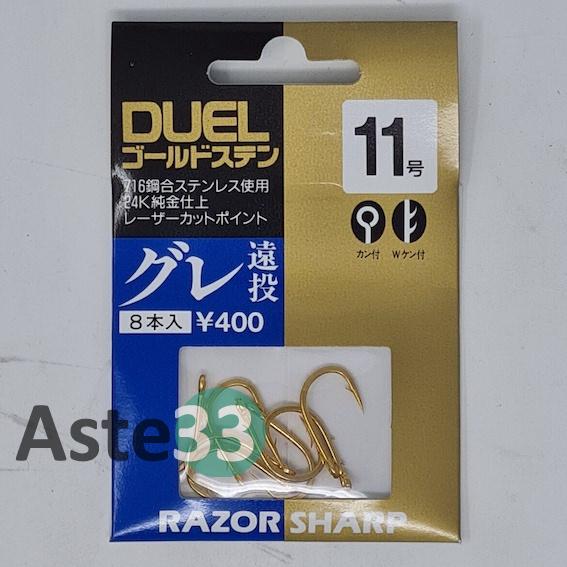 DUEL
ゴールドステン
716鋼合ステンレス使用
24K純金仕上
レーザーカットポイント
11号
カン付
Wケン付
グレ遠投
8本入 ¥400
Aste33
RAZOR SHARP